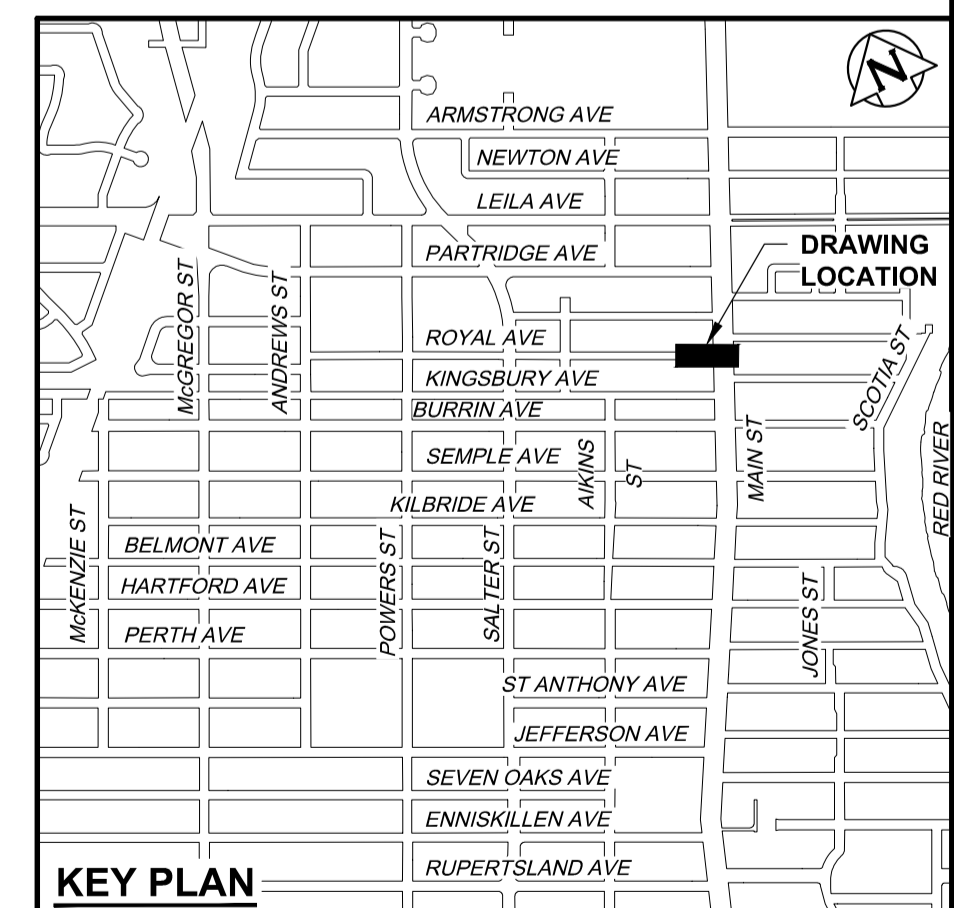 N
ARMSTRONG AVE
NEWTON AVE
LEILA AVE
PARTRIDGE AVE
DRAWING
LOCATION
McGREGOR ST
ANDREWS ST
ROYAL AVE
KINGSBURY AVE
BURRIN AVE
SCOTIA ST
SEMPLE AVE
AIKINS
ST
MAIN ST
RED RIVER
KILBRIDE AVE
McKENZIE ST
BELMONT AVE
POWERS ST
SALTER ST
HARTFORD AVE
JONES ST
PERTH AVE
ST ANTHONY AVE
JEFFERSON AVE
SEVEN OAKS AVE
ENNISKILLEN AVE
RUPERTSLAND AVE
KEY PLAN